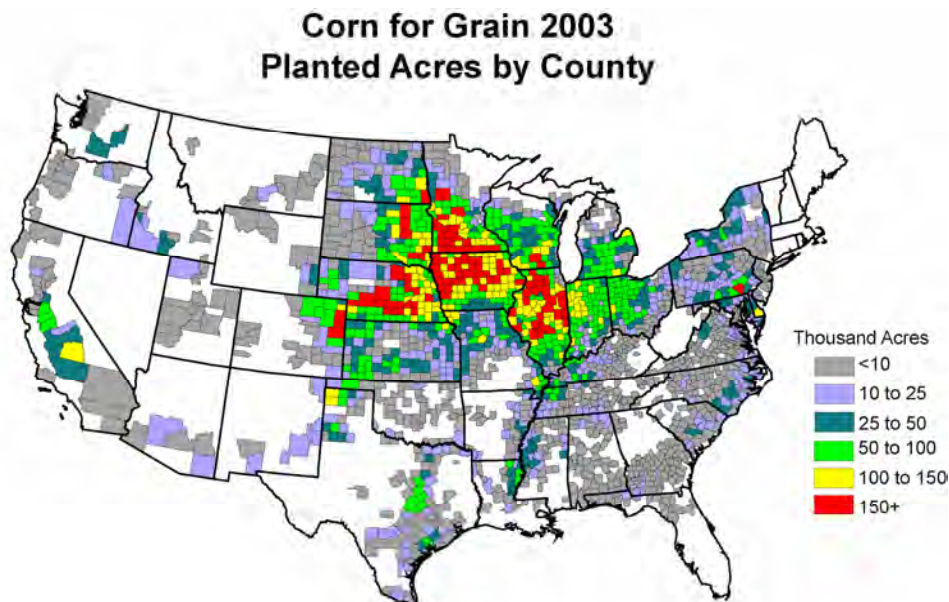 Corn for Grain 2003
Planted Acres by County
Thousand Acres
<10
10 to 25
25 to 50
50 to 100
100 to 150
150+